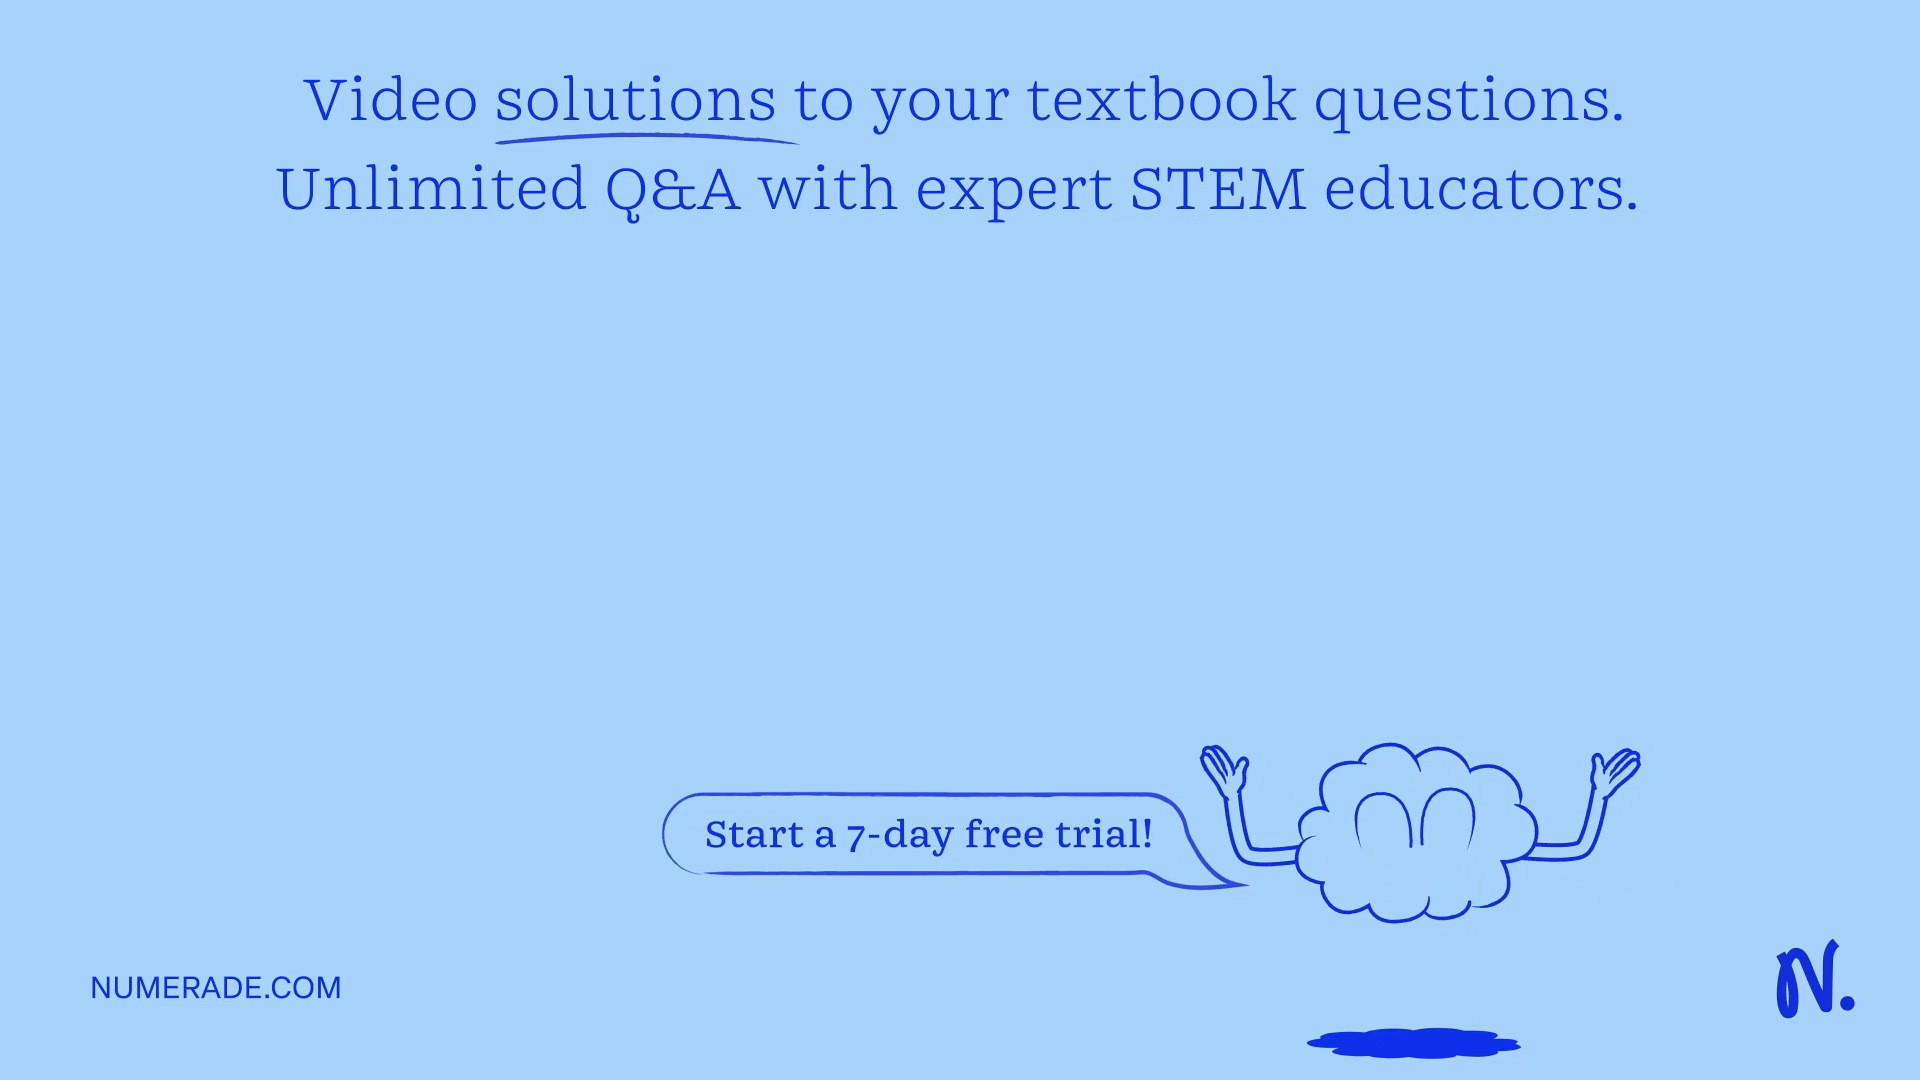 Video solutions to your textbook questions.
Unlimited Q&A with expert STEM educators.
Start a 7-day free trial!
NUMERADE.COM
N.